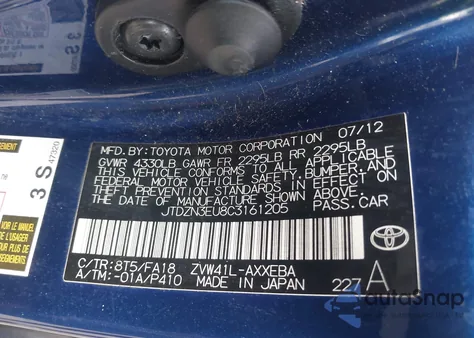 MFD. BY: TOYOTA MOTOR CORPORATION 07/12
GVWR 4330LB GAWR FR 2295LB RR 2295LB
THIS VEHICLE CONFORMS TO ALL APPLICABLE
FEDERAL MOTOR VEHICLE SAFETY, BUMPER, AND
THEFT PREVENTION STANDARDS IN EFFECT ON
THE DATE OF MANUFACTURE SHOWN ABOVE.
JTDZN3EU8C3161205 PASS.CAR
C/TR: 8T5/FA18 ZVW41L-AXXEBA
A/TM: -01A/P410 MADE IN JAPAN 227 A
TOYOTA
3 S 47320
AutoSnap